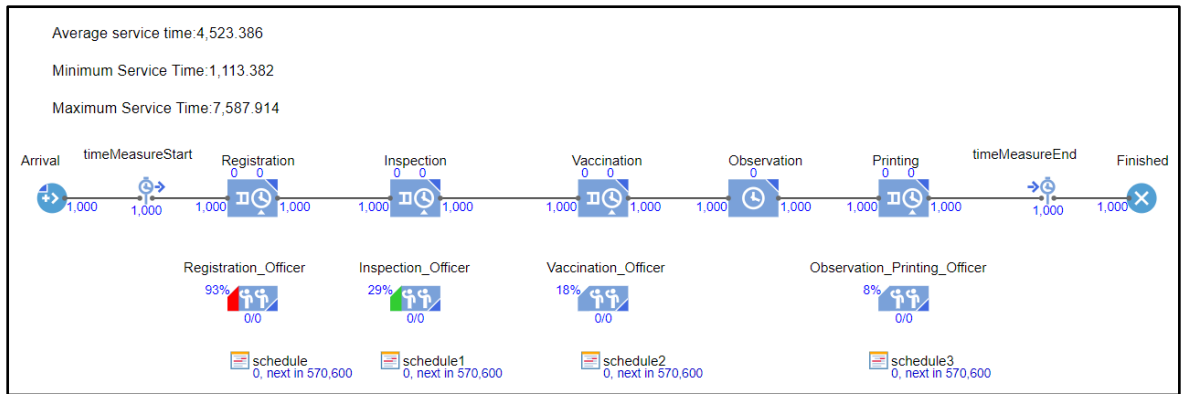 Average service time:4,523.386
Minimum Service Time:1,113.382
Maximum Service Time:7,587.914
Arrival timeMeasureStart Registration Inspection Vaccination Observation Printing timeMeasureEnd Finished
0 0 0 0 0 0 0 0 0
1,000 1,000 1,000 1,000 1,000 1,000 1,000 1,000 1,000 1,000 1,000 1,000 1,000 1,000
Registration_Officer Inspection_Officer Vaccination_Officer Observation_Printing_Officer
93% 29% 18% 8%
0/0 0/0 0/0 0/0
schedule schedule1 schedule2 schedule3
0, next in 570,600 0, next in 570,600 0, next in 570,600 0, next in 570,600